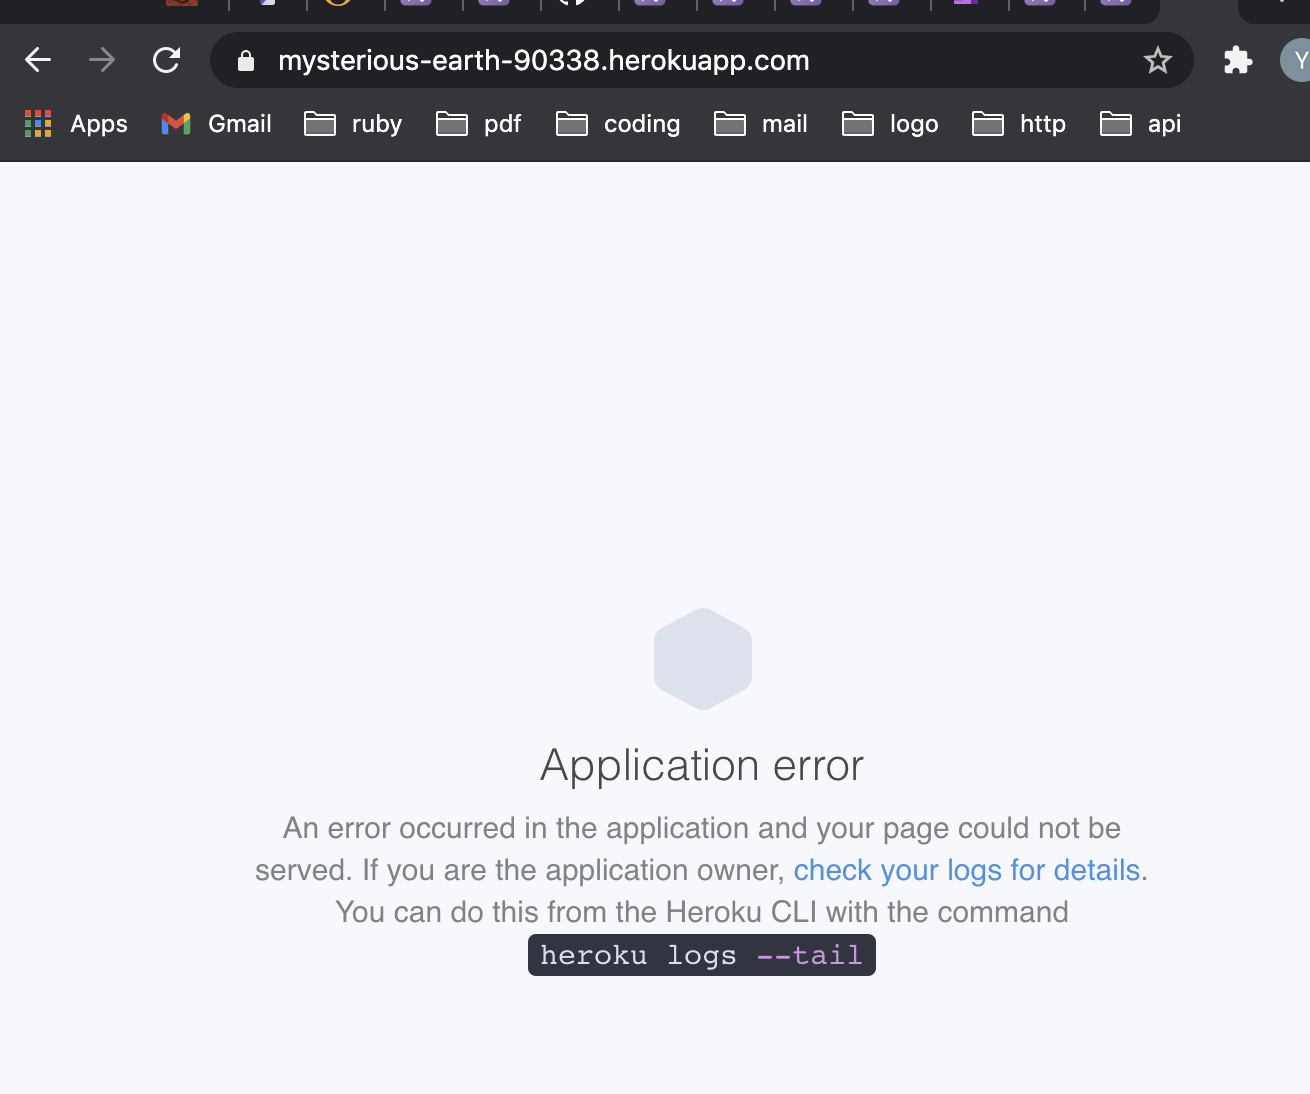 mysterious-earth-90338.herokuapp.com
Y
Apps Gmail ruby pdf coding mail logo http api
Application error
An error occurred in the application and your page could not be
served. If you are the application owner, check your logs for details.
You can do this from the Heroku CLI with the command
heroku logs --tail